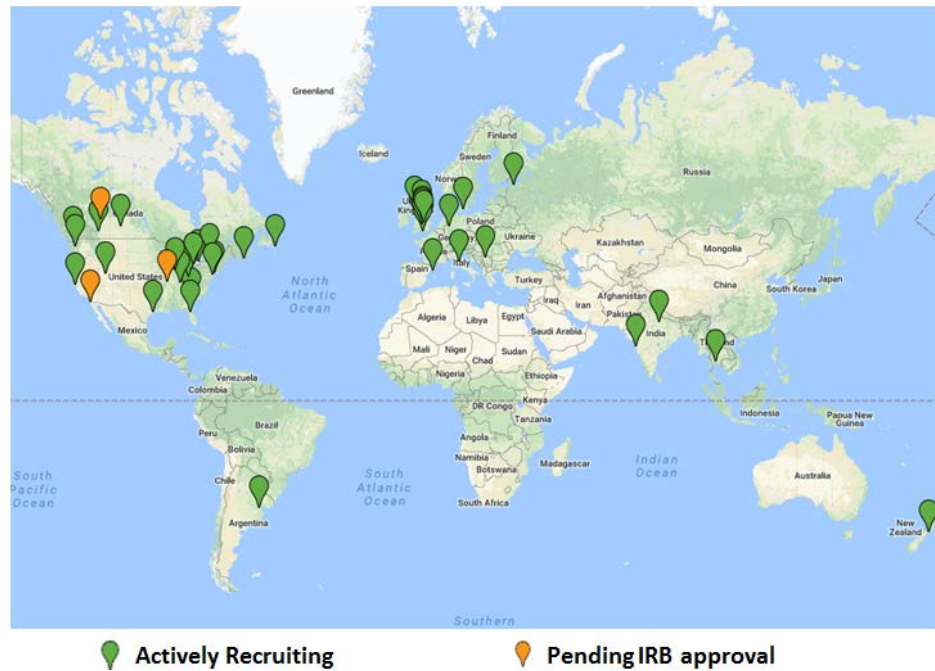 Greenland
Iceland
Finland
Sweden
Norw
Russia
Canada
Kingd
Poland
Ukraine
Kazakhstan
Mongolia
Italy
Spain
Turkey
United States
North
Atlantic
Ocean
China
Japan
South Korea
Afghanistan
Iraq
Iran
Pakistan
Algeria
Libya
Egypt
Saudi Arabia
India
Mexico
Mali
Niger
Sudan
Chad
Th nd
Nigeria
Ethiopia
Venezuela
Colombia
Kenya
DR Congo
Tanzania
Indonesia
Papua New
Guinea
Brazil
Peru
Angola
Bolivia
Namibia
Botswana
Madagascar
Indian
Ocean
South
Pacific
Ocean
Chile
South
Atlantic
Ocean
Australia
South Africa
Argentina
New
Zealand
Southern
Actively Recruiting
Pending IRB approval